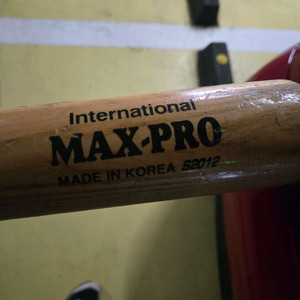 International
MAX-PRO
MADE IN KOREA S2012